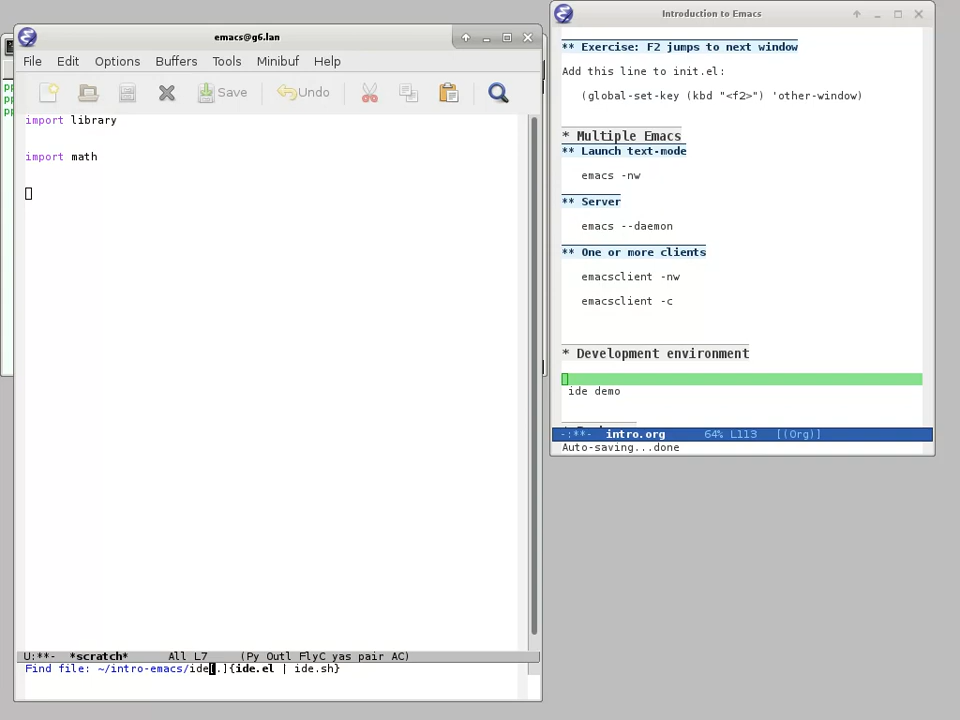 emacs@g6.lan
File Edit Options Buffers Tools Minibuf Help
Save Undo
import library
import math
U:**- *scratch* All L7 (Py Outl FlyC yas pair AC)
Find file: ~/intro-emacs/ide[.]{ide.el | ide.sh}
Introduction to Emacs
** Exercise: F2 jumps to next window
Add this line to init.el:
(global-set-key (kbd "<f2>") 'other-window)
* Multiple Emacs
** Launch text-mode
emacs -nw
** Server
emacs --daemon
** One or more clients
emacsclient -nw
emacsclient -c
* Development environment
ide demo
-:**- intro.org 64% L113 [(Org)]
Auto-saving...done